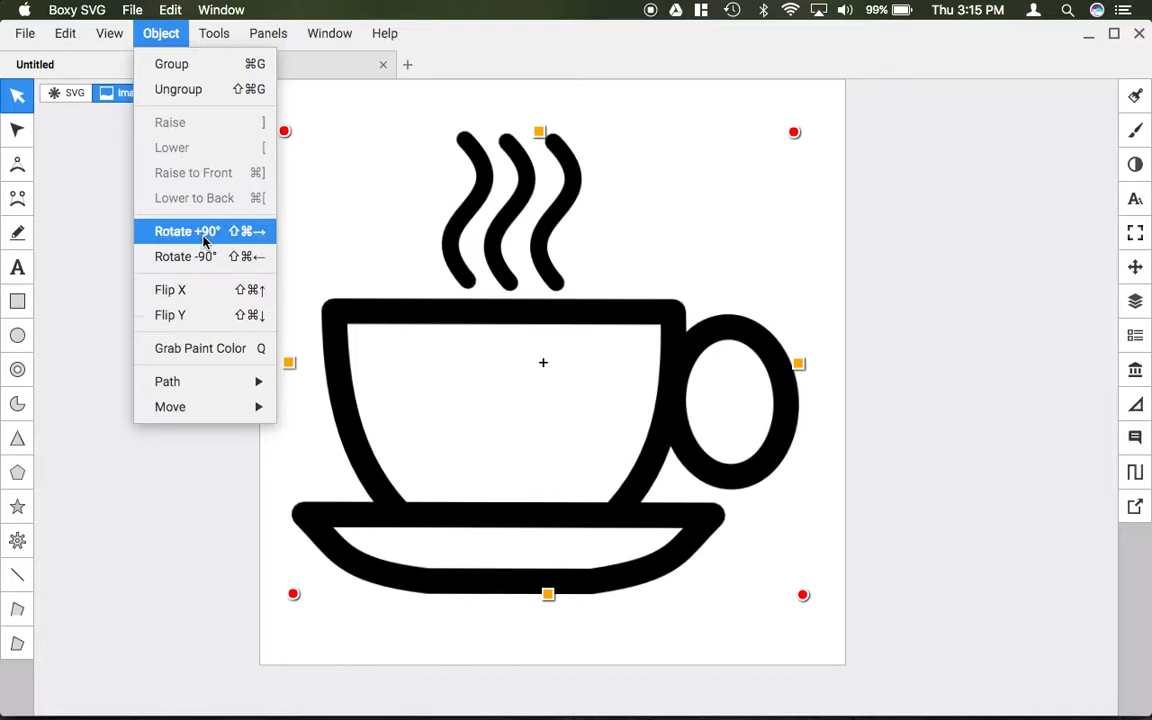 Boxy SVG File Edit Window 99% Thu 3:15 PM
File Edit View Object Tools Panels Window Help
Untitled
SVG Ima
Group ⌘G
Ungroup ⇧⌘G
Raise ]
Lower [
Raise to Front ⌘]
Lower to Back ⌘[
Rotate +90° ⇧⌘→
Rotate -90° ⇧⌘←
Flip X ⇧⌘↑
Flip Y ⇧⌘↓
Grab Paint Color Q
Path
Move